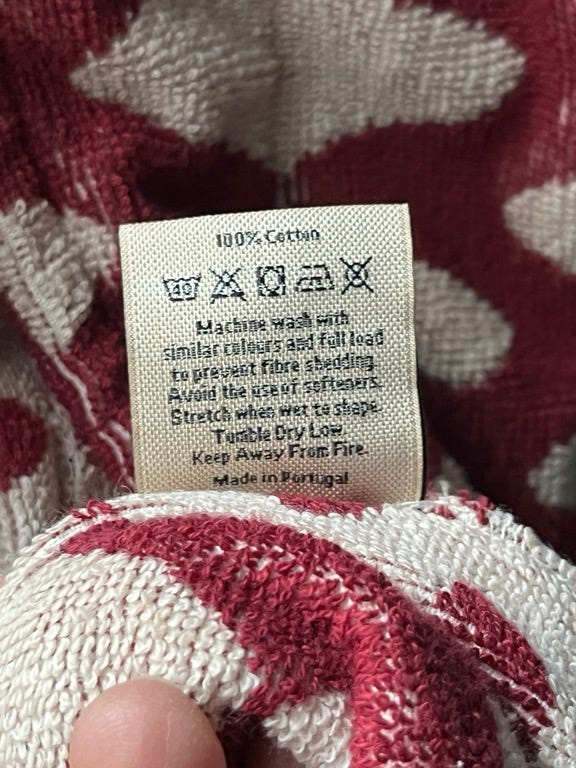 100% Cotton
40
Machine wash with
similar colours and full load
to prevent fibre shedding
Avoid the use of softeners.
Stretch when wet to shape.
Tumble Dry Low
Keep Away From Fire.
Made in Portugal